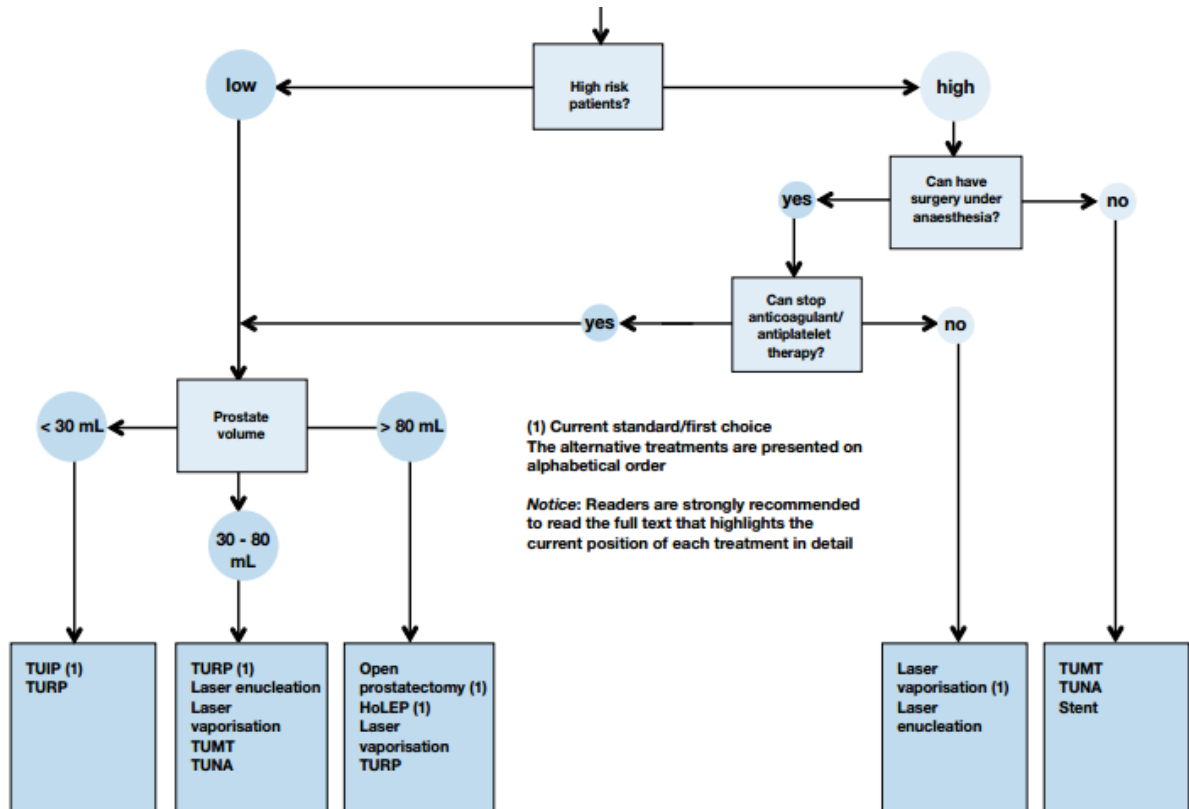 High risk
patients?
low
high
Can have
surgery under
anaesthesia?
yes
no
Can stop
anticoagulant/
antiplatelet
therapy?
yes
no
Prostate
volume
< 30 mL
> 80 mL
30 - 80
mL
(1) Current standard/first choice
The alternative treatments are presented on
alphabetical order
Notice: Readers are strongly recommended
to read the full text that highlights the
current position of each treatment in detail
TUIP (1)
TURP
TURP (1)
Laser enucleation
Laser
vaporisation
TUMT
TUNA
Open
prostatectomy (1)
HoLEP (1)
Laser
vaporisation
TURP
Laser
vaporisation (1)
Laser
enucleation
TUMT
TUNA
Stent